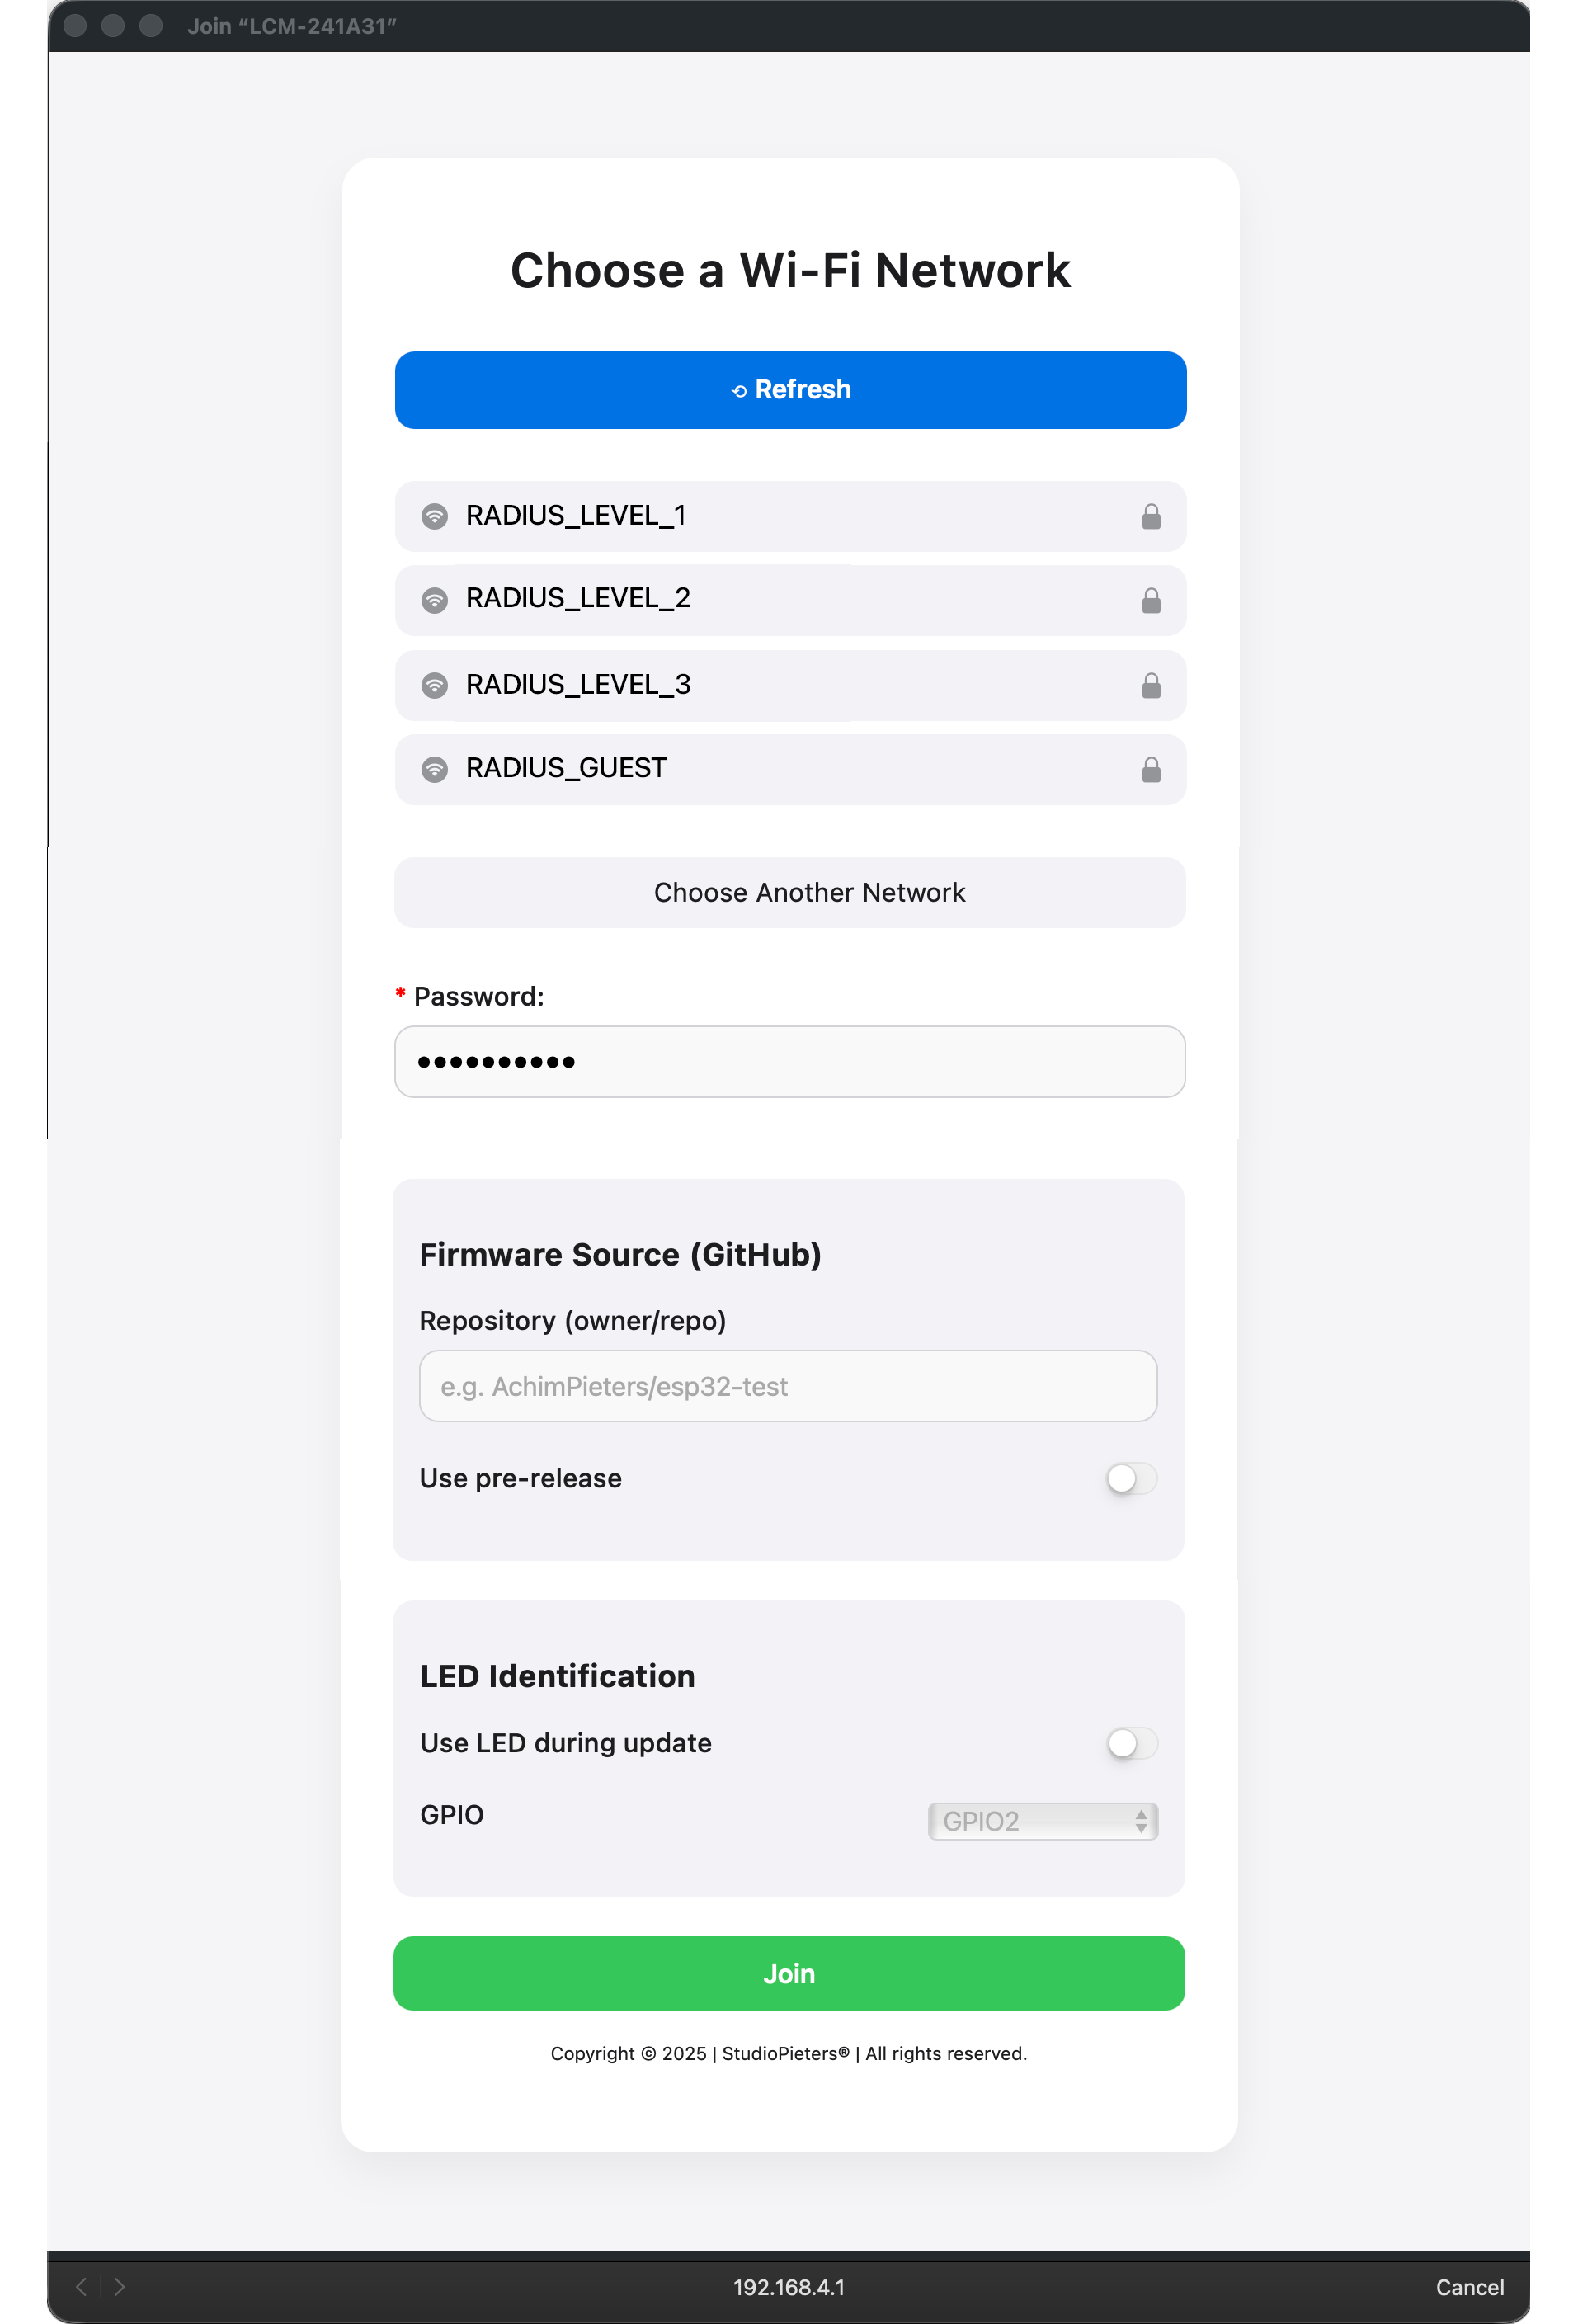 Join “LCM-241A31”
Choose a Wi-Fi Network
⟲ Refresh
RADIUS_LEVEL_1
RADIUS_LEVEL_2
RADIUS_LEVEL_3
RADIUS_GUEST
Choose Another Network
* Password:
••••••••••
Firmware Source (GitHub)
Repository (owner/repo)
e.g. AchimPieters/esp32-test
Use pre-release
LED Identification
Use LED during update
GPIO GPIO2
Join
Copyright © 2025 | StudioPieters® | All rights reserved.
192.168.4.1 Cancel